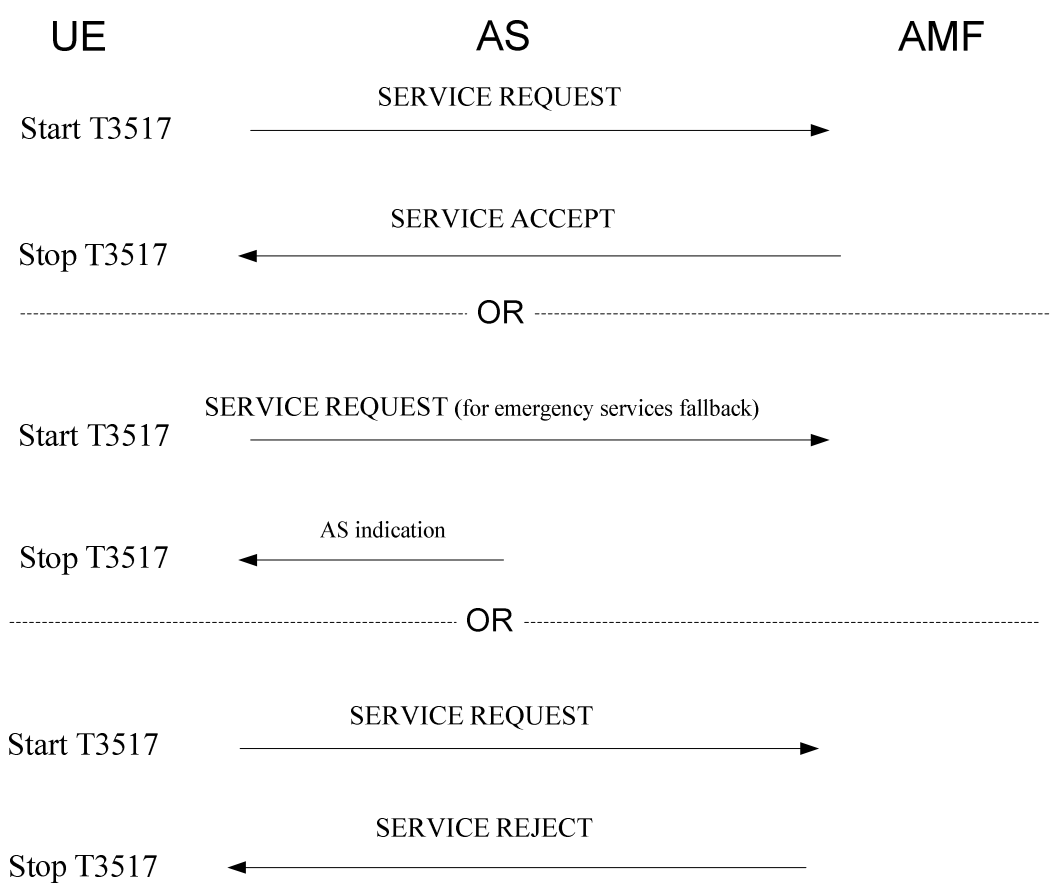 UE AS AMF
SERVICE REQUEST
Start T3517
SERVICE ACCEPT
Stop T3517
OR
SERVICE REQUEST (for emergency services fallback)
Start T3517
AS indication
Stop T3517
OR
SERVICE REQUEST
Start T3517
SERVICE REJECT
Stop T3517